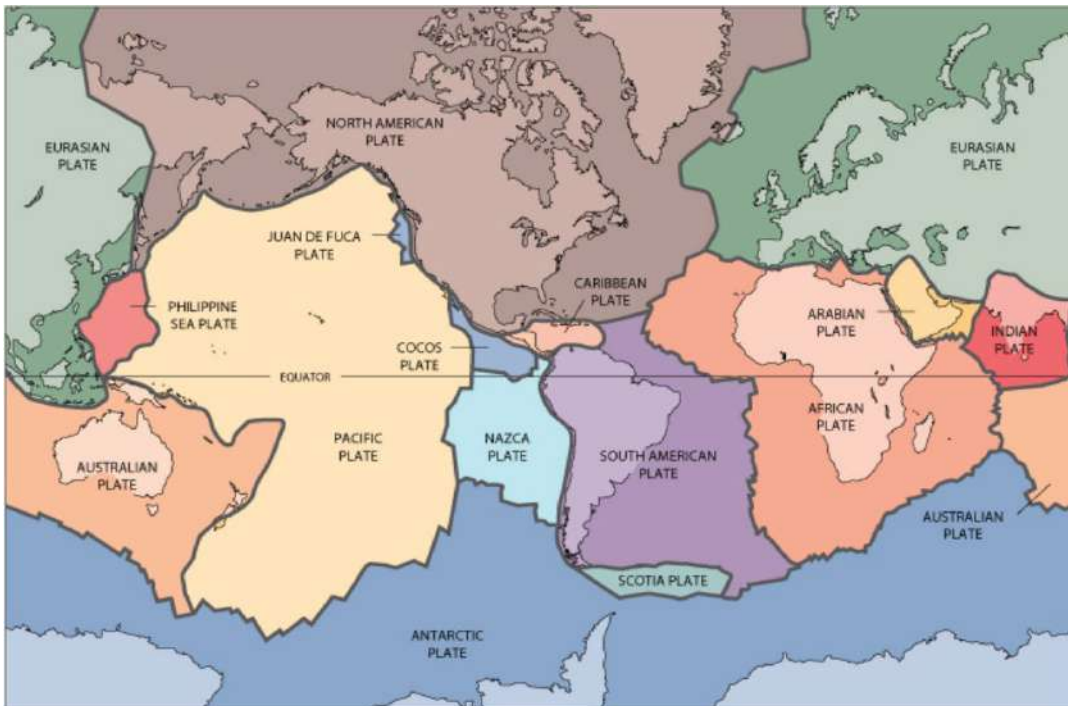 NORTH AMERICAN
PLATE
EURASIAN
PLATE
EURASIAN
PLATE
JUAN DE FUCA
PLATE
CARIBBEAN
PLATE
PHILIPPINE
SEA PLATE
ARABIAN
PLATE
INDIAN
PLATE
COCOS
PLATE
EQUATOR
AFRICAN
PLATE
PACIFIC
PLATE
NAZCA
PLATE
SOUTH AMERICAN
PLATE
AUSTRALIAN
PLATE
AUSTRALIAN
PLATE
SCOTIA PLATE
ANTARCTIC
PLATE